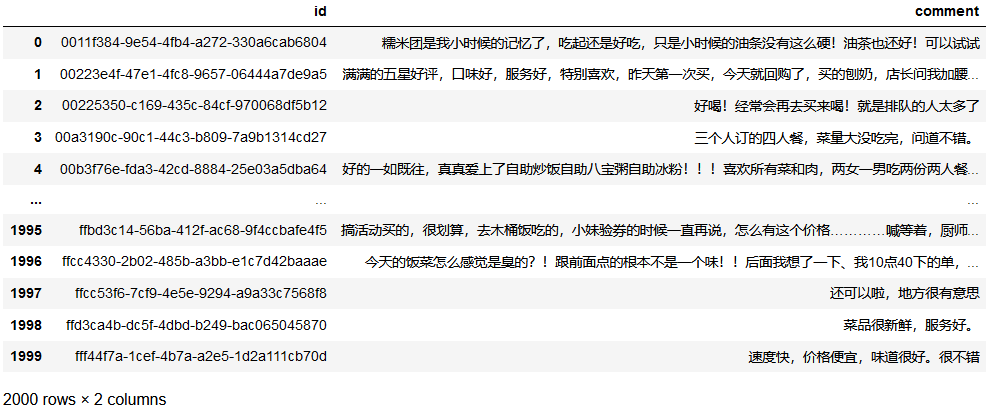 id comment
0 0011f384-9e54-4fb4-a272-330a6cab6804 糯米团是我小时候的记忆了，吃起还是好吃，只是小时候的油条没有这么硬！油茶也还好！可以试试
1 00223e4f-47e1-4fc8-9657-06444a7de9a5 满满的五星好评，口味好，服务好，特别喜欢，昨天第一次买，今天就回购了，买的刨奶，店长问我加腰...
2 00225350-c169-435c-84cf-970068df5b12 好喝！经常会再去买来喝！就是排队的人太多了
3 00a3190c-90c1-44c3-b809-7a9b1314cd27 三个人订的四人餐，菜量大没吃完，问道不错。
4 00b3f76e-fda3-42cd-8884-25e03a5dba64 好的一如既往，真真爱上了自助炒饭自助八宝粥自助冰粉！！！喜欢所有菜和肉，两女一男吃两份两人餐...
... ... ...
1995 ffbd3c14-56ba-412f-ac68-9f4ccbafe4f5 搞活动买的，很划算，去木桶饭吃的，小妹验券的时候一直再说，怎么有这个价格…………喊等着，厨师...
1996 ffcc4330-2b02-485b-a3bb-e1c7d42baaae 今天的饭菜怎么感觉是臭的？！跟前面点的根本不是一个味！！后面我想了一下、我10点40下的单，...
1997 ffcc53f6-7cf9-4e5e-9294-a9a33c7568f8 还可以啦，地方很有意思
1998 ffd3ca4b-dc5f-4dbd-b249-bac065045870 菜品很新鲜，服务好。
1999 fff44f7a-1cef-4b7a-a2e5-1d2a111cb70d 速度快，价格便宜，味道很好。很不错
2000 rows × 2 columns